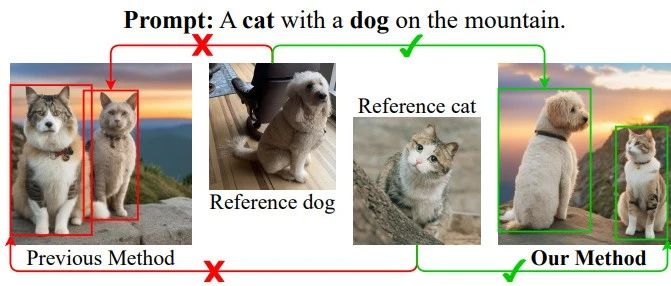 Prompt: A cat with a dog on the mountain.
Reference cat
Reference dog
Previous Method
Our Method